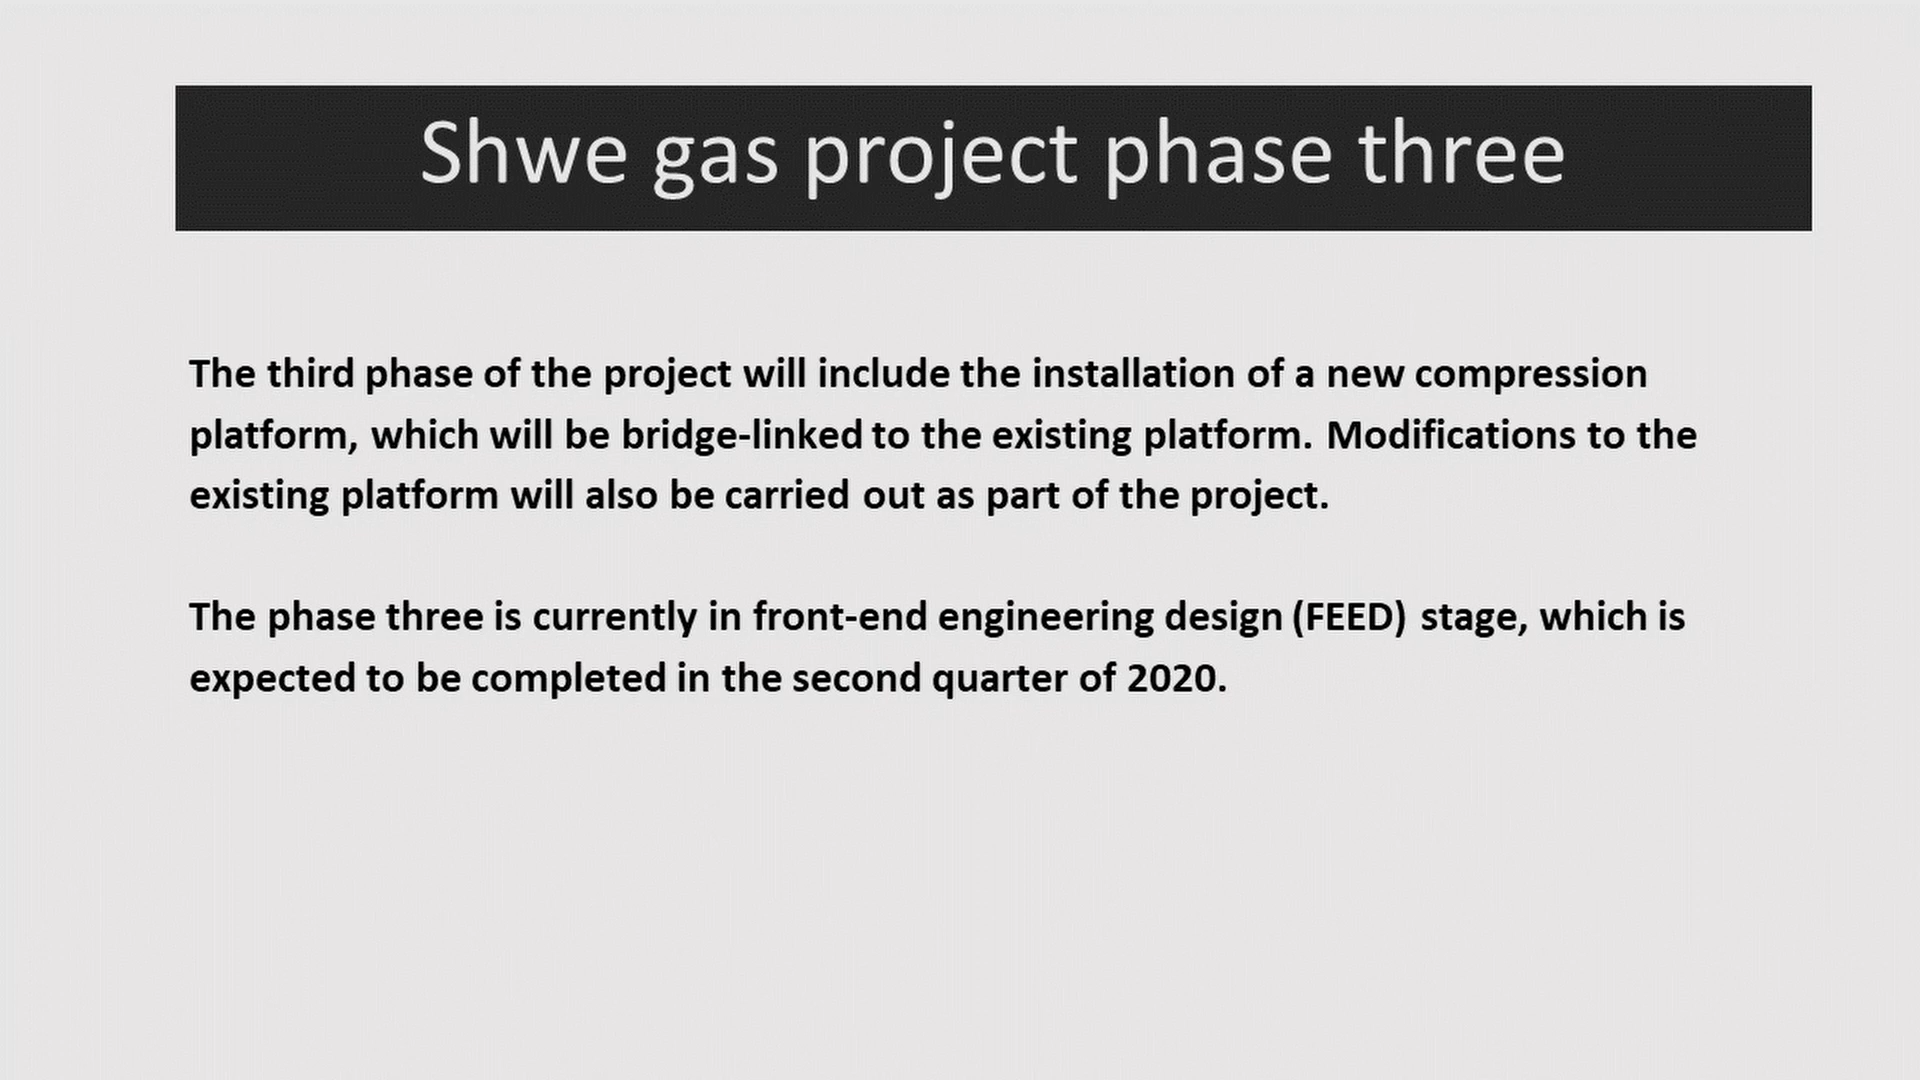 Shwe gas project phase three
The third phase of the project will include the installation of a new compression
platform, which will be bridge-linked to the existing platform. Modifications to the
existing platform will also be carried out as part of the project.
The phase three is currently in front-end engineering design (FEED) stage, which is
expected to be completed in the second quarter of 2020.